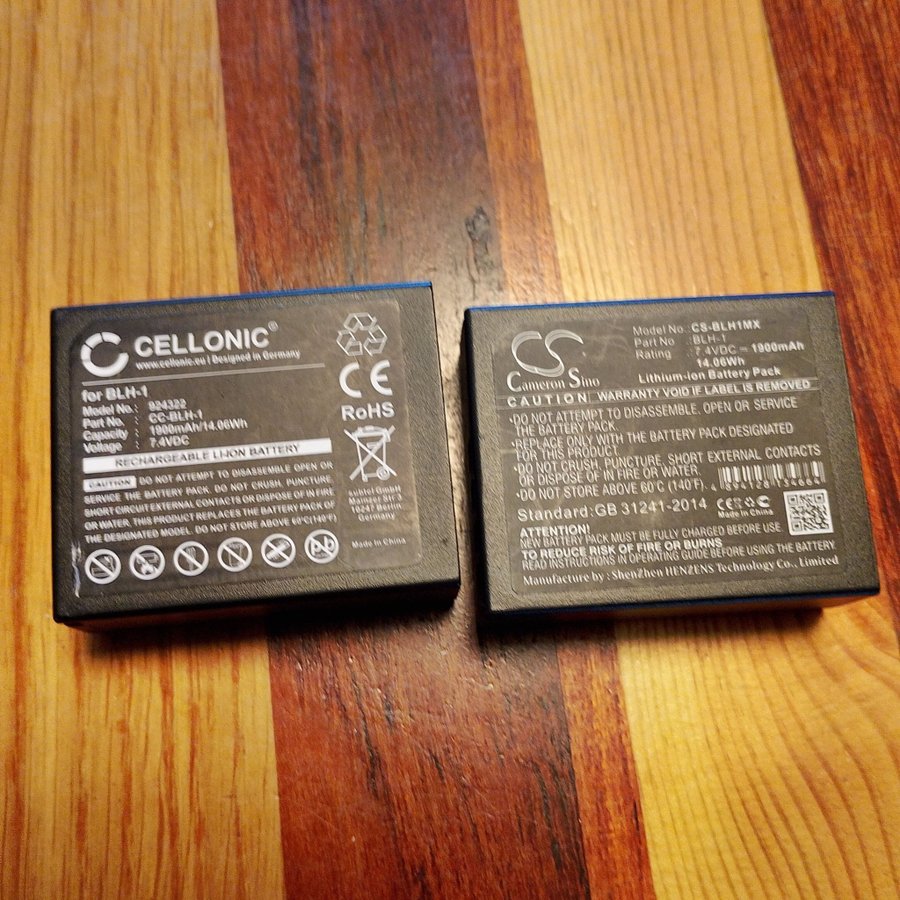 CELLONIC®
www.cellonic.eu | Designed in Germany
for BLH-1
Model No.: 924322
Part No.: CC-BLH-1
Capacity: 1900mAh/14.06Wh
Voltage: 7.4VDC
RECHARGEABLE LI-ION BATTERY
CAUTION DO NOT ATTEMPT TO DISASSEMBLE, OPEN OR
SERVICE THE BATTERY PACK. DO NOT CRUSH, PUNCTURE,
SHORT CIRCUIT EXTERNAL CONTACTS OR DISPOSE OF IN FIRE
OR WATER. THIS PRODUCT REPLACES THE BATTERY PACK OF
THE DESIGNATED MODEL. DO NOT STORE ABOVE 60°C(140°F)
CE
RoHS
subtel GmbH
10247 Berlin
Germany
Made in China
Pb
CS
Cameron Sino
Model No: CS-BLH1MX
Part No : BLH-1
Rating : 7.4VDC 1900mAh
14.06Wh
Lithium-ion Battery Pack
CAUTION WARRANTY VOID IF LABEL IS REMOVED
·DO NOT ATTEMPT TO DISASSEMBLE, OPEN OR SERVICE
THE BATTERY PACK.
·REPLACE ONLY WITH THE BATTERY PACK DESIGNATED
FOR THIS PRODUCT.
·DO NOT CRUSH, PUNCTURE, SHORT EXTERNAL CONTACTS
OR DISPOSE OF IN FIRE OR WATER.
·DO NOT STORE ABOVE 60°C (140°F).
Standard:GB 31241-2014
CE Made in China
ATTENTION!
NEW BATTERY PACK MUST BE FULLY CHARGED BEFORE USE
TO REDUCE RISK OF FIRE OR BURNS
READ INSTRUCTIONS IN OPERATING GUIDE BEFORE USING THE BATTERY
Manufacture by : ShenZhen HENZENS Technology Co., Limited